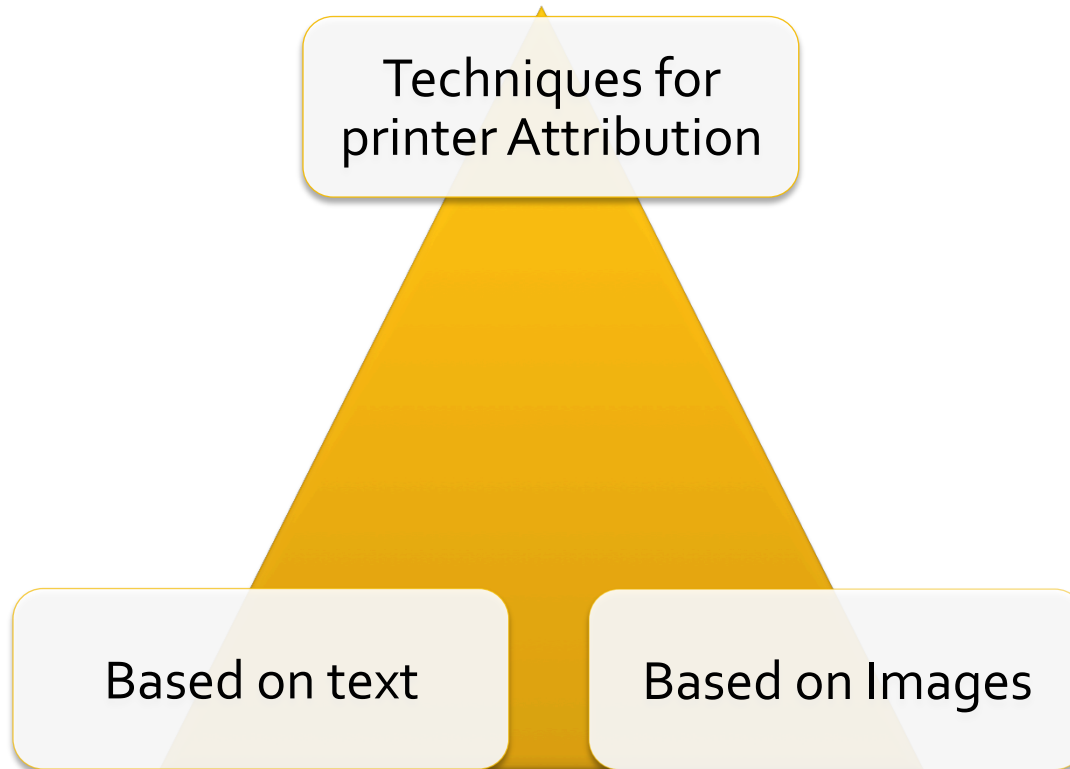 Techniques for
printer Attribution
Based on text
Based on Images